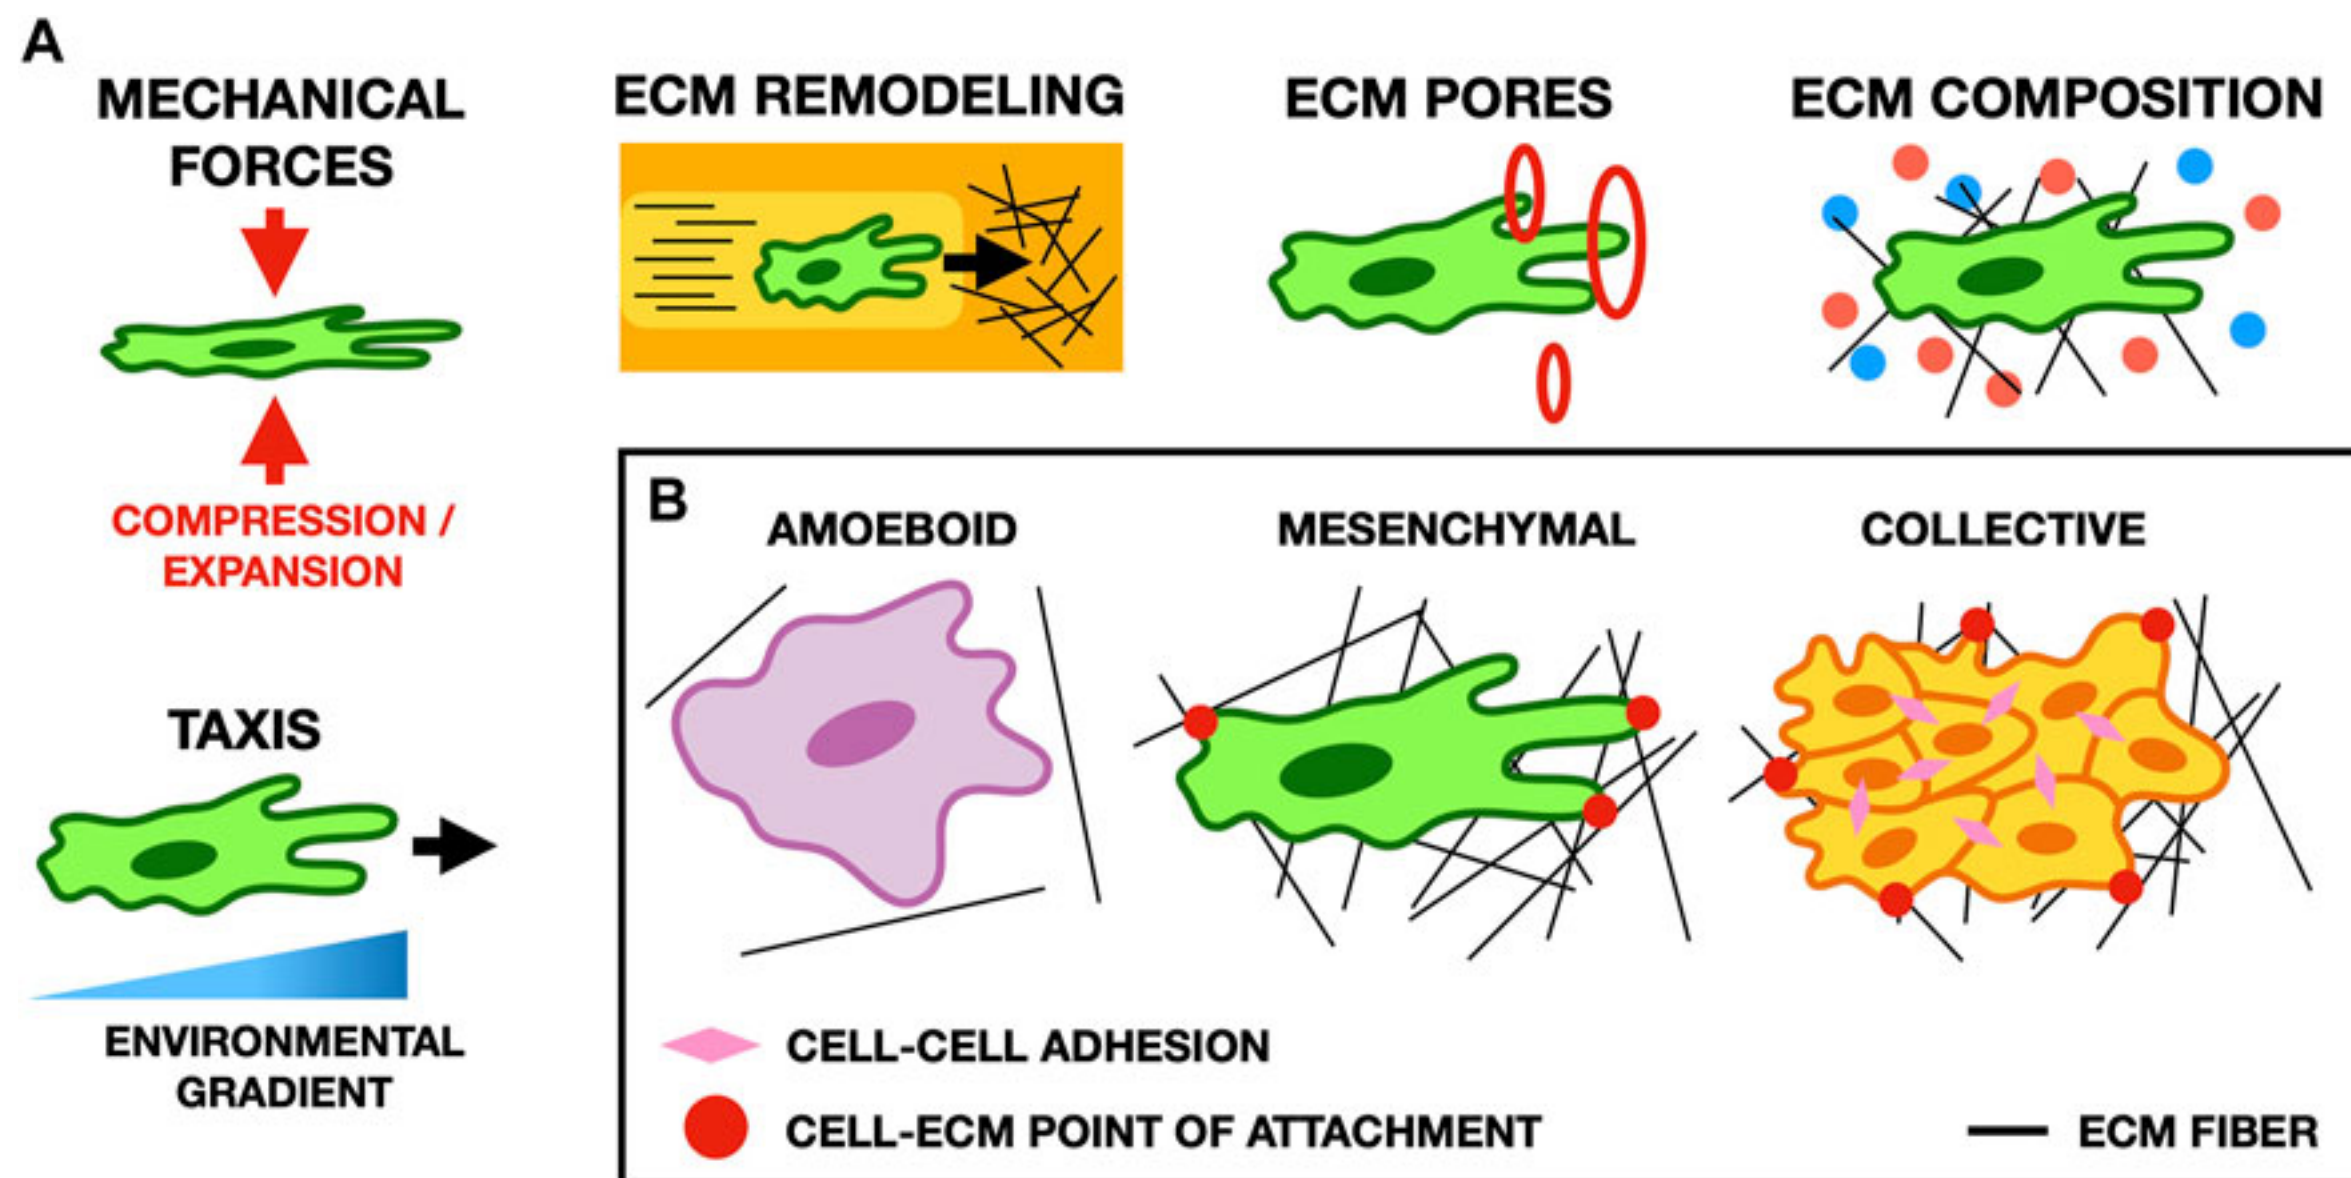 A
MECHANICAL
FORCES
COMPRESSION /
EXPANSION
TAXIS
ENVIRONMENTAL
GRADIENT
ECM REMODELING
ECM PORES
ECM COMPOSITION
B
AMOEBOID
MESENCHYMAL
COLLECTIVE
CELL-CELL ADHESION
CELL-ECM POINT OF ATTACHMENT
ECM FIBER